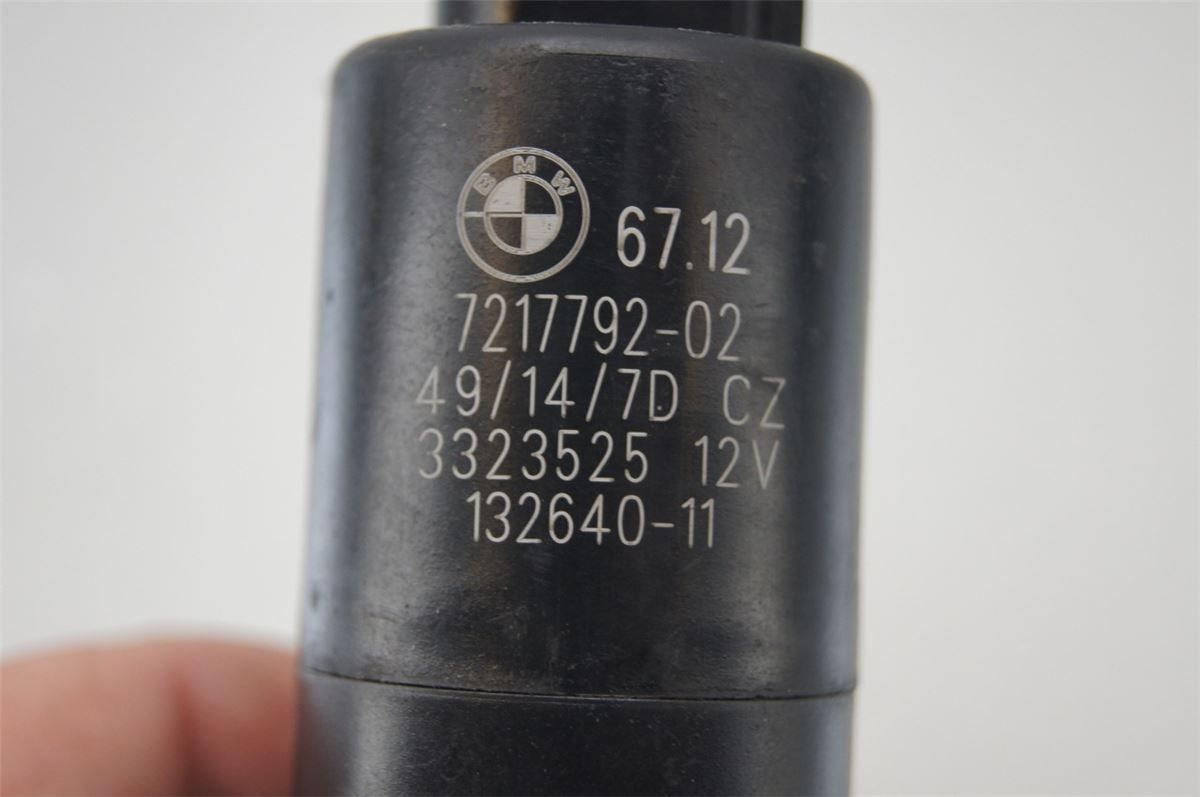 BMW 67.12
7217792-02
49/14/7D CZ
3323525 12V
132640-11